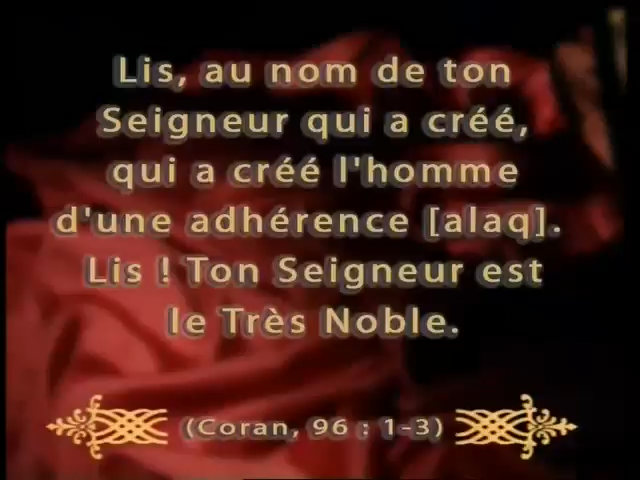 Lis, au nom de ton
Seigneur qui a créé,
qui a créé l'homme
d'une adhérence [alaq].
Lis ! Ton Seigneur est
le Très Noble.
(Coran, 96 : 1-3)